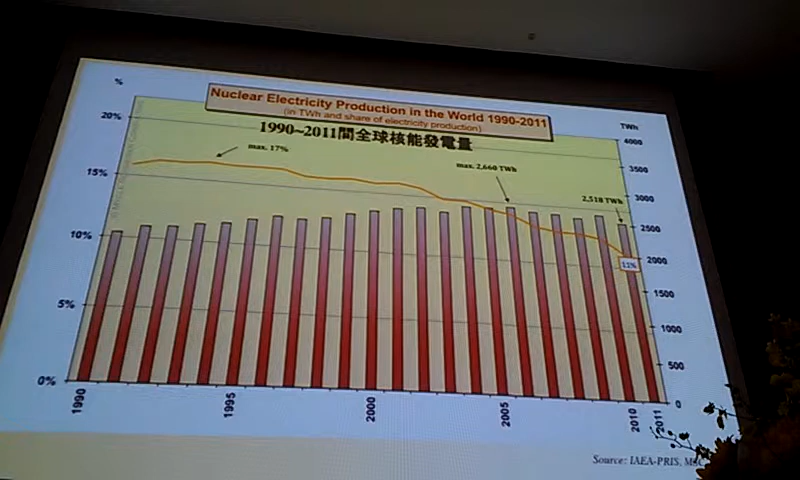 Nuclear Electricity Production in the World 1990-2011
(in TWh and share of electricity production)
1990~2011間全球核能發電量
%
20%
15%
10%
5%
0%
max. 17%
max. 2,660 TWh
2,518 TWh
11%
TWh
4000
3500
3000
2500
2000
1500
1000
500
0
1990
1995
2000
2005
2010
2011
Source: IAEA-PRIS,